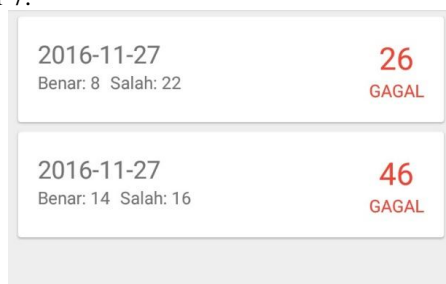 2016-11-27
Benar: 8 Salah: 22
26
GAGAL
2016-11-27
Benar: 14 Salah: 16
46
GAGAL